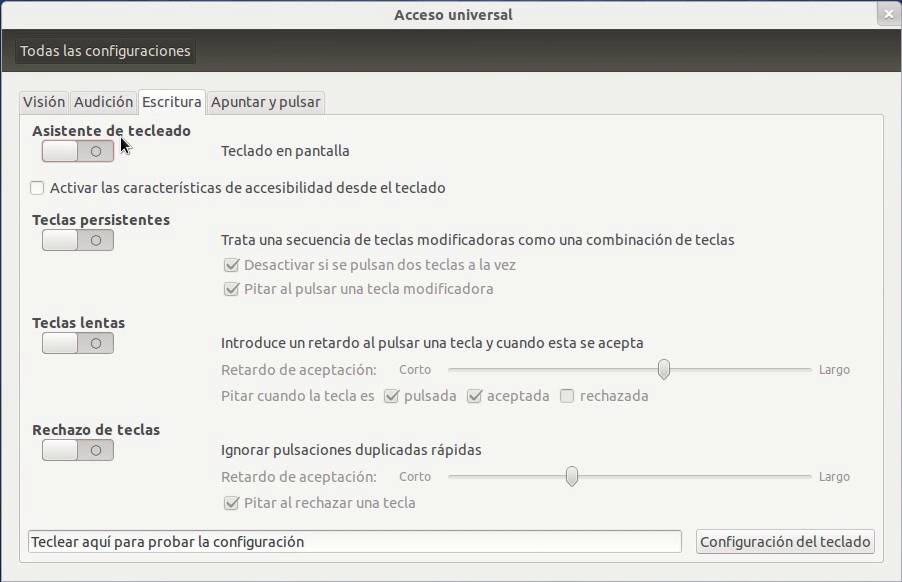 Acceso universal
Todas las configuraciones
Visión Audición Escritura Apuntar y pulsar
Asistente de tecleado
Teclado en pantalla
Activar las características de accesibilidad desde el teclado
Teclas persistentes
Trata una secuencia de teclas modificadoras como una combinación de teclas
Desactivar si se pulsan dos teclas a la vez
Pitar al pulsar una tecla modificadora
Teclas lentas
Introduce un retardo al pulsar una tecla y cuando esta se acepta
Retardo de aceptación: Corto Largo
Pitar cuando la tecla es pulsada aceptada rechazada
Rechazo de teclas
Ignorar pulsaciones duplicadas rápidas
Retardo de aceptación: Corto Largo
Pitar al rechazar una tecla
Teclear aquí para probar la configuración Configuración del teclado